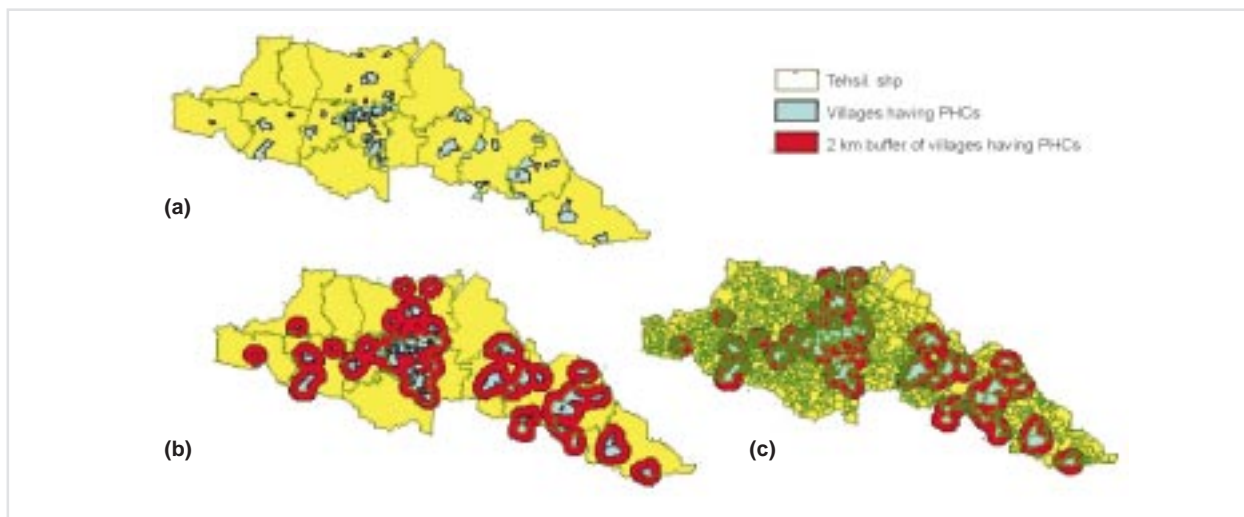 Tehsil. shp
Villages having PHCs
2 km buffer of villages having PHCs
(a)
(b)
(c)